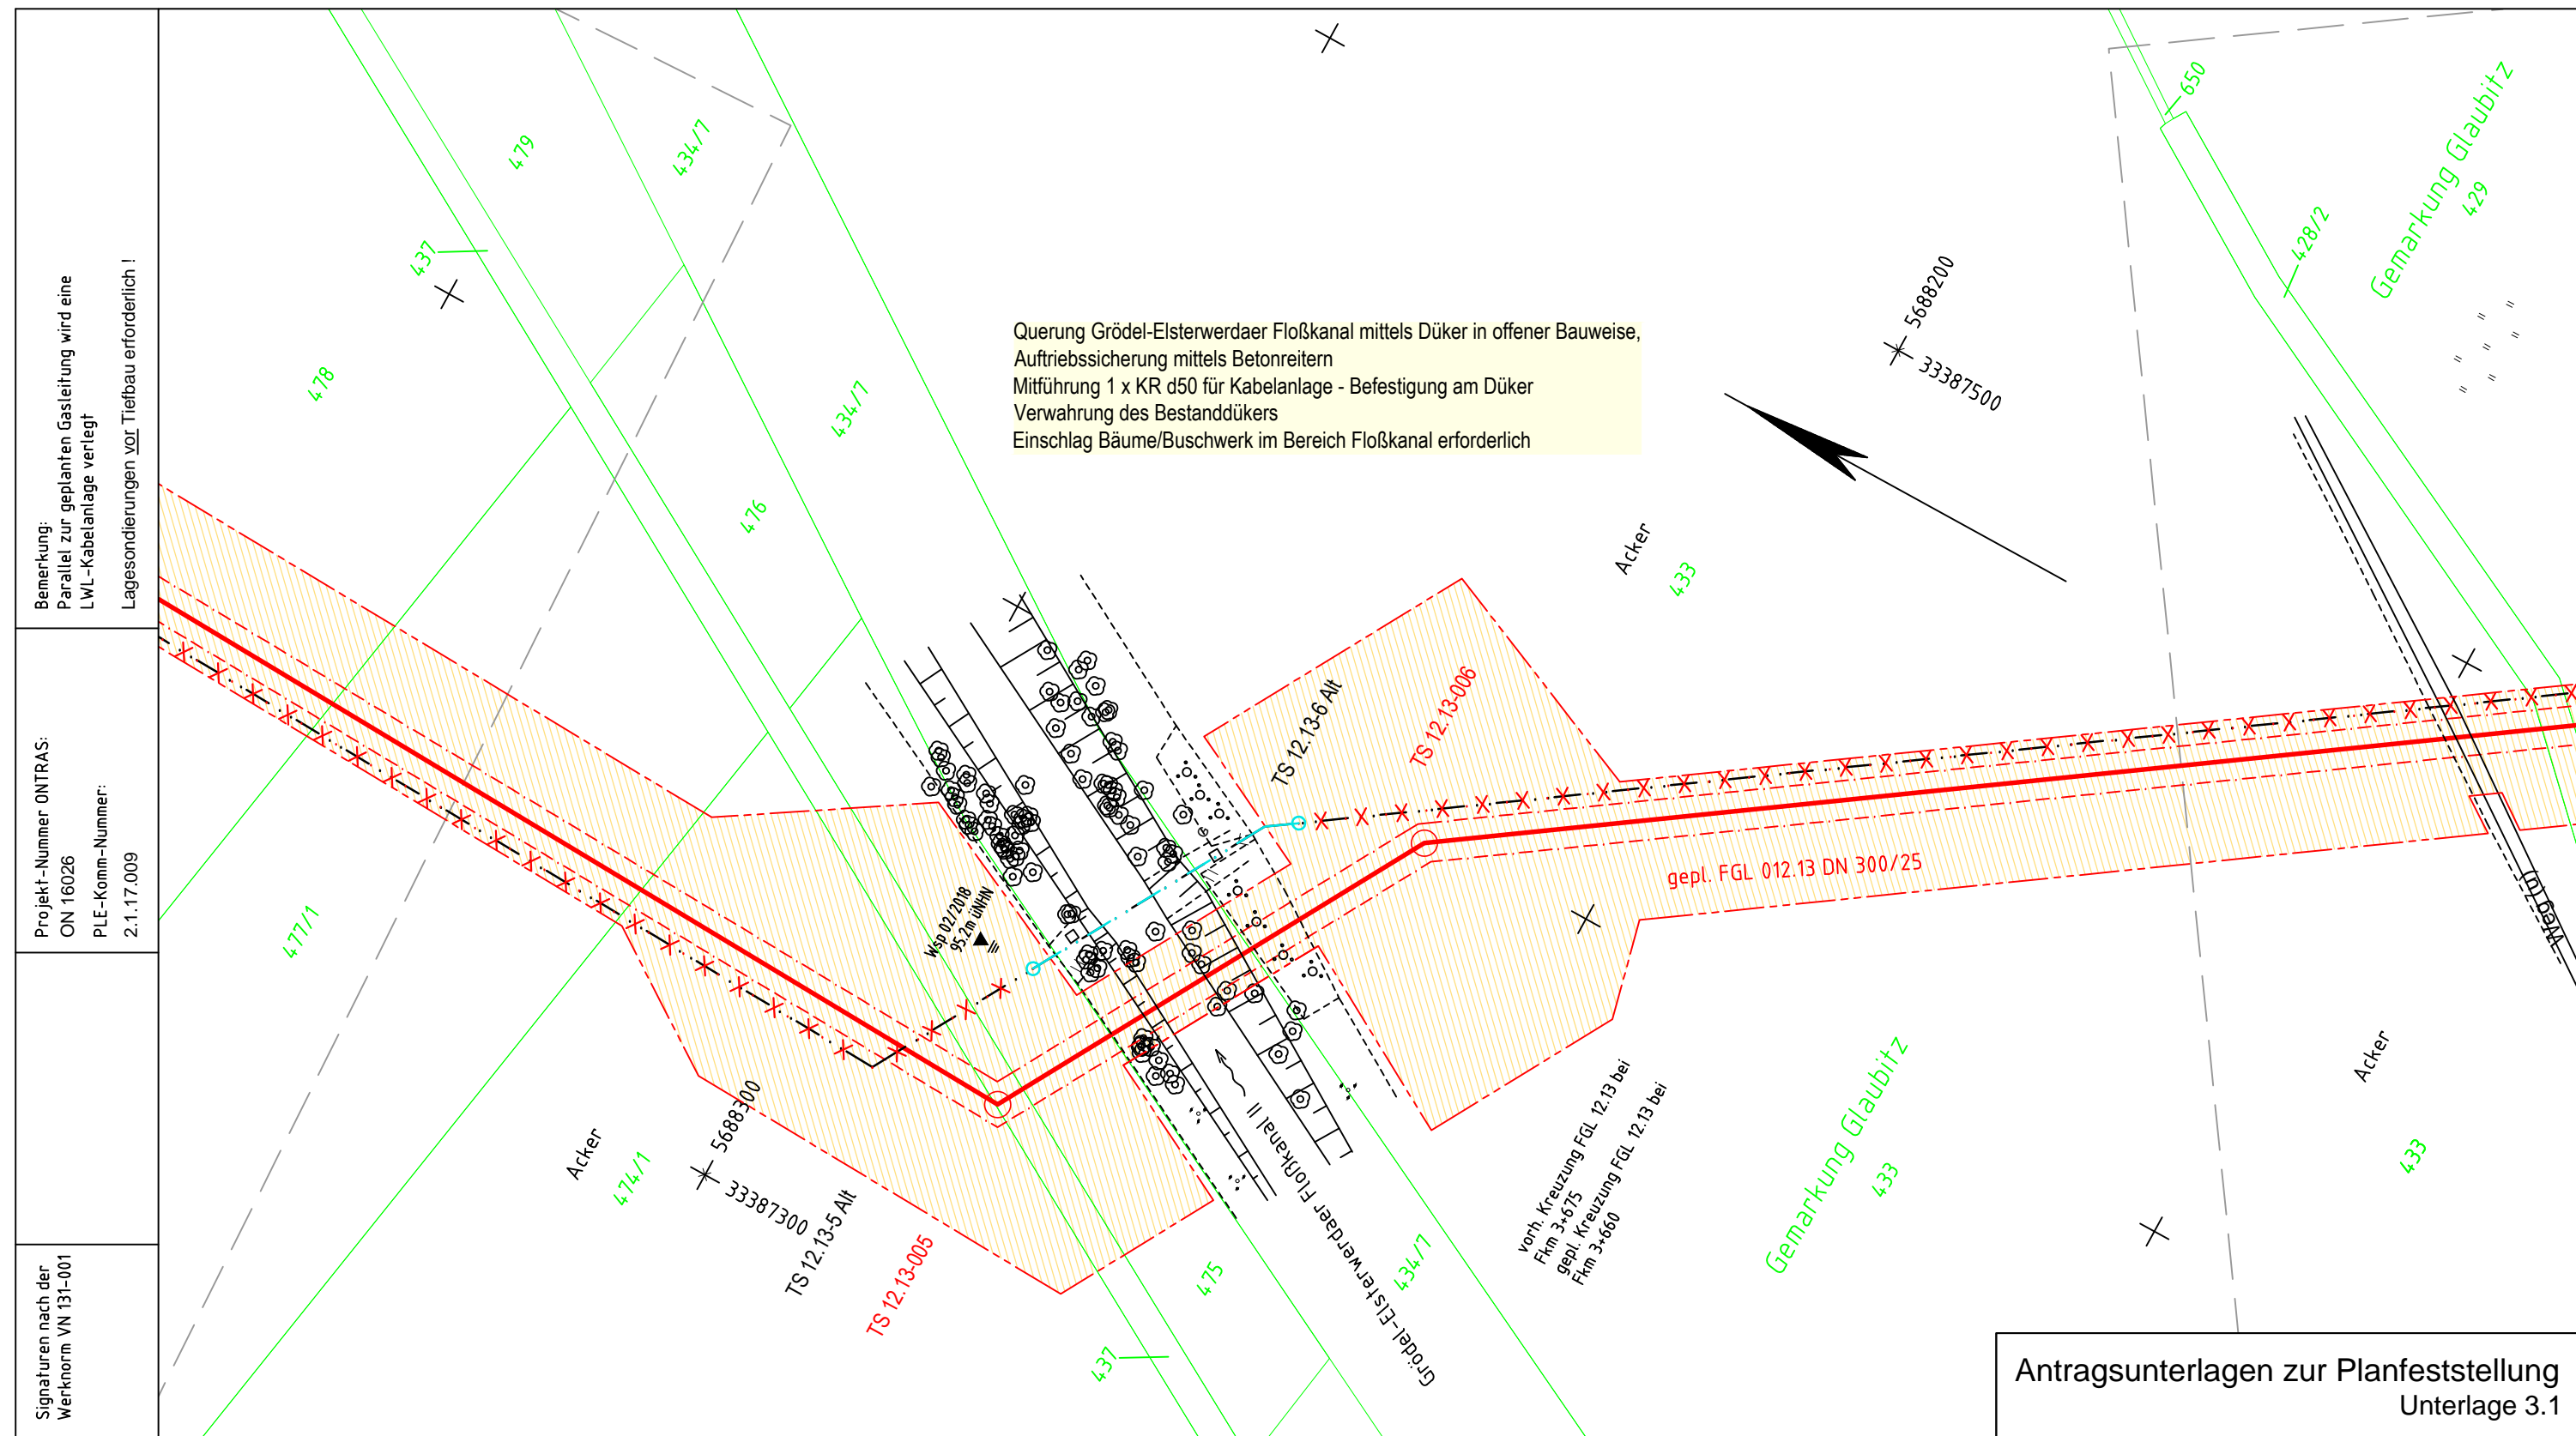 Bemerkung:
Parallel zur geplanten Gasleitung wird eine
LWL-Kabelanlage verlegt
Lagesondierungen vor Tiefbau erforderlich !
Projekt-Nummer ONTRAS:
ON 16026
PLE-Komm-Nummer:
2.1.17.009
Signaturen nach der
Werknorm VN 131-001
479
434/7
437
478
434/7
476
477/1
Querung Grödel-Elsterwerdaer Floßkanal mittels Düker in offener Bauweise,
Auftriebssicherung mittels Betonreitern
Mitführung 1 x KR d50 für Kabelanlage - Befestigung am Düker
Verwahrung des Bestanddükers
Einschlag Bäume/Buschwerk im Bereich Floßkanal erforderlich
650
Gemarkung Glaubitz
429
428/2
5688200
33387500
Acker
433
TS 12.13-6 Alt
TS 12.13-006
gepl. FGL 012.13 DN 300/25
Weg (u)
Wsp 02/2018
95.2m üNHN
Acker
474/1
5688300
33387300
TS 12.13-5 Alt
TS 12.13-005
Grödel-Elsterwerdaer Floßkanal II
437
475
434/7
vorh. Kreuzung FGL 12.13 bei
Fkm 3+675
gepl. Kreuzung FGL 12.13 bei
Fkm 3+660
Gemarkung Glaubitz
433
Acker
433
Antragsunterlagen zur Planfeststellung
Unterlage 3.1